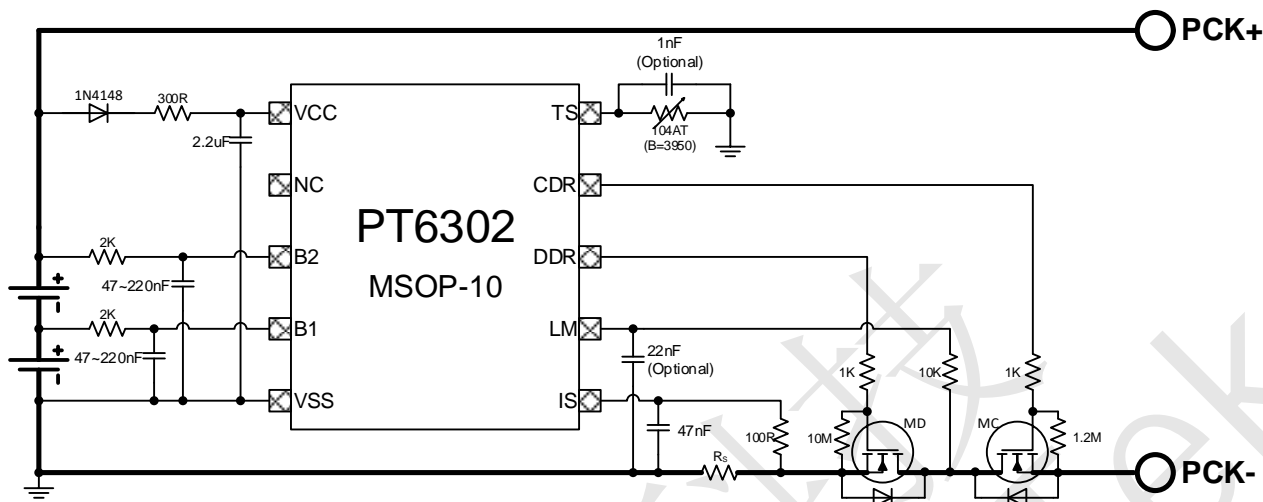 PCK+
1nF
(Optional)
1N4148
300R
VCC
TS
104AT
(B=3950)
2.2uF
NC
CDR
PT6302
MSOP-10
2K
B2
DDR
47~220nF
+
2K
B1
LM
47~220nF
+
22nF
(Optional)
1K
10K
1K
VSS
IS
47nF
100R
10M
MD
MC
1.2M
Rs
PCK-